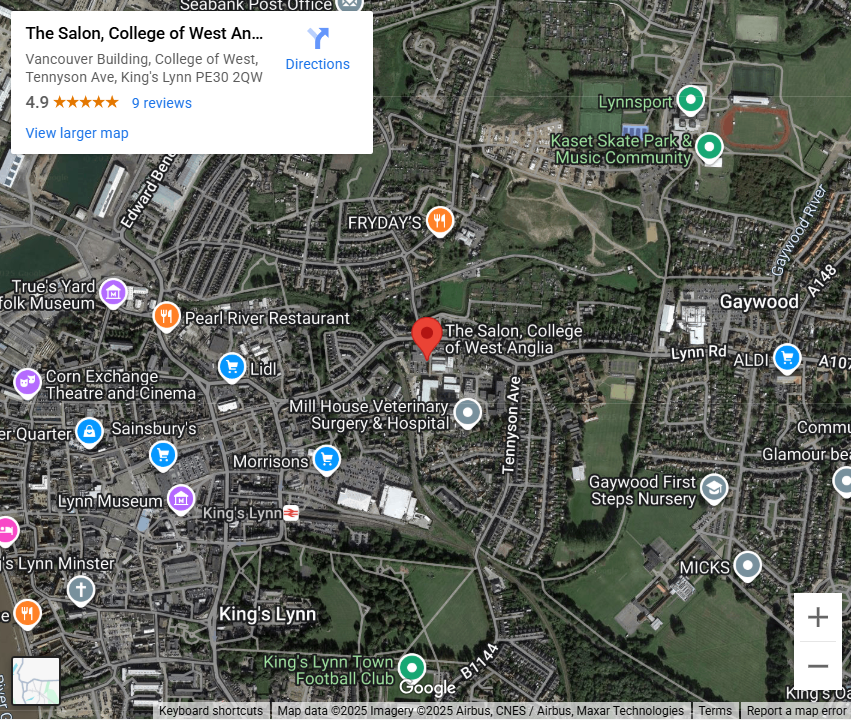 Seabank Post Office
The Salon, College of West An...
Vancouver Building, College of West,
Tennyson Ave, King's Lynn PE30 2QW
Directions
4.9
9 reviews
View larger map
Lynnsport
Kaset Skate Park &
Music Community
Edward Bene
FRYDAY'S
Gaywood River
A148
True's Yard
folk Museum
Pearl River Restaurant
Gaywood
The Salon, College
of West Anglia
Lynn Rd
ALDI
A107
Lidl
Corn Exchange
Theatre and Cinema
Mill House Veterinary
Surgery & Hospital
Tennyson Ave
er Quarter
Sainsbury's
Commu
Glamour bea
Morrisons
Lynn Museum
King's Lynn
Gaywood First
Steps Nursery
's Lynn Minster
MICKS
e
King's Lynn
King's Lynn Town
Football Club
B1144
Google
King's Oa
River
Keyboard shortcuts
Map data ©2025 Imagery ©2025 Airbus, CNES / Airbus, Maxar Technologies
Terms
Report a map error